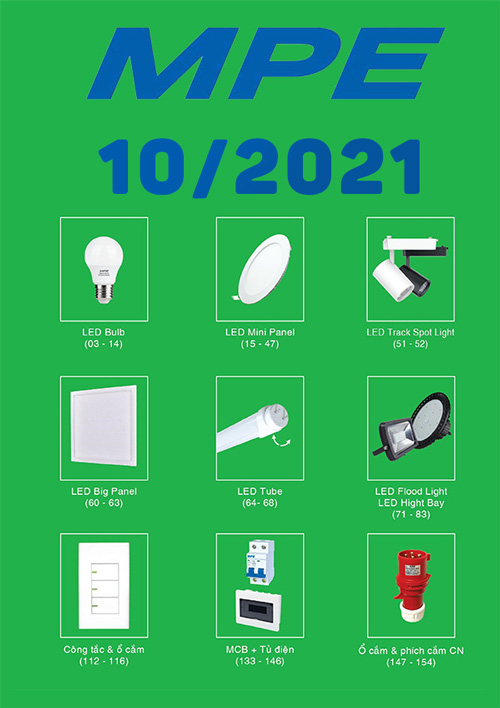 MPE
10/2021
LED Bulb
(03 - 14)
LED Mini Panel
(15 - 47)
LED Track Spot Light
(51 - 52)
LED Big Panel
(60 - 63)
LED Tube
(64- 68)
LED Flood Light
LED Hight Bay
(71 - 83)
Công tắc & ổ cắm
(112 - 116)
MCB + Tủ điện
(133 - 146)
Ổ cắm & phích cắm CN
(147 - 154)